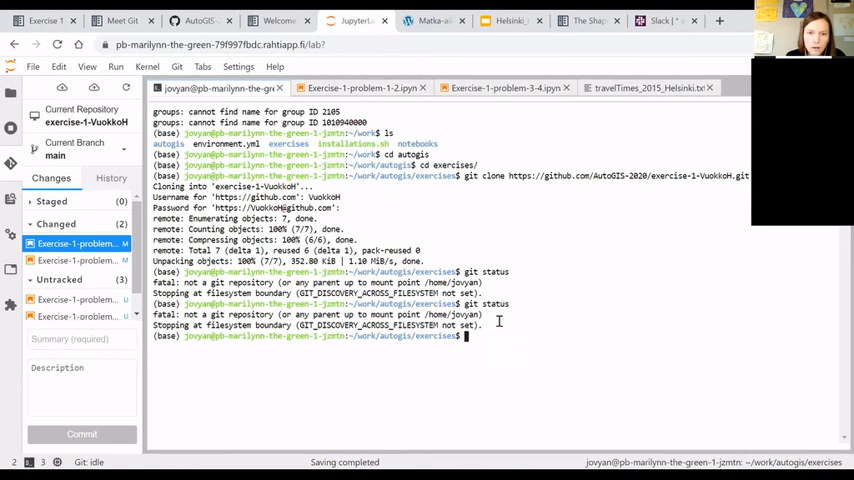 Exercise 1
Meet Git
AutoGIS-
Welcome
JupyterLa
Matka-ai
Helsinki_
The Shap
Slack | * a
pb-marilynn-the-green-79f997fbdc.rahtiapp.fi/lab?
File Edit View Run Kernel Git Tabs Settings Help
jovyan@pb-marilynn-the-gre
Exercise-1-problem-1-2.ipyn
Exercise-1-problem-3-4.ipyn
travelTimes_2015_Helsinki.tx
Current Repository
exercise-1-VuokkoH
Current Branch
main
Changes History
Staged (0)
Changed (2)
Exercise-1-problem... M
Exercise-1-problem... M
Untracked (3)
Exercise-1-problem... U
Exercise-1-problem... U
Summary (required)
Description
Commit
groups: cannot find name for group ID 2105
groups: cannot find name for group ID 1010940000
(base) jovyan@pb-marilynn-the-green-1-jzmtn:~/work$ ls
autogis environment.yml exercises installations.sh notebooks
(base) jovyan@pb-marilynn-the-green-1-jzmtn:~/work$ cd autogis
(base) jovyan@pb-marilynn-the-green-1-jzmtn:~/work/autogis$ cd exercises/
(base) jovyan@pb-marilynn-the-green-1-jzmtn:~/work/autogis/exercises$ git clone https://github.com/AutoGIS-2020/exercise-1-VuokkoH.git
Cloning into 'exercise-1-VuokkoH'...
Username for 'https://github.com': VuokkoH
Password for 'https://VuokkoH@github.com':
remote: Enumerating objects: 7, done.
remote: Counting objects: 100% (7/7), done.
remote: Compressing objects: 100% (6/6), done.
remote: Total 7 (delta 1), reused 6 (delta 1), pack-reused 0
Unpacking objects: 100% (7/7), 352.80 KiB | 1.10 MiB/s, done.
(base) jovyan@pb-marilynn-the-green-1-jzmtn:~/work/autogis/exercises$ git status
fatal: not a git repository (or any parent up to mount point /home/jovyan)
Stopping at filesystem boundary (GIT_DISCOVERY_ACROSS_FILESYSTEM not set).
(base) jovyan@pb-marilynn-the-green-1-jzmtn:~/work/autogis/exercises$ git status
fatal: not a git repository (or any parent up to mount point /home/jovyan)
Stopping at filesystem boundary (GIT_DISCOVERY_ACROSS_FILESYSTEM not set).
(base) jovyan@pb-marilynn-the-green-1-jzmtn:~/work/autogis/exercises$
2 3 Git: idle
Saving completed
jovyan@pb-marilynn-the-green-1-jzmtn: ~/work/autogis/exercises